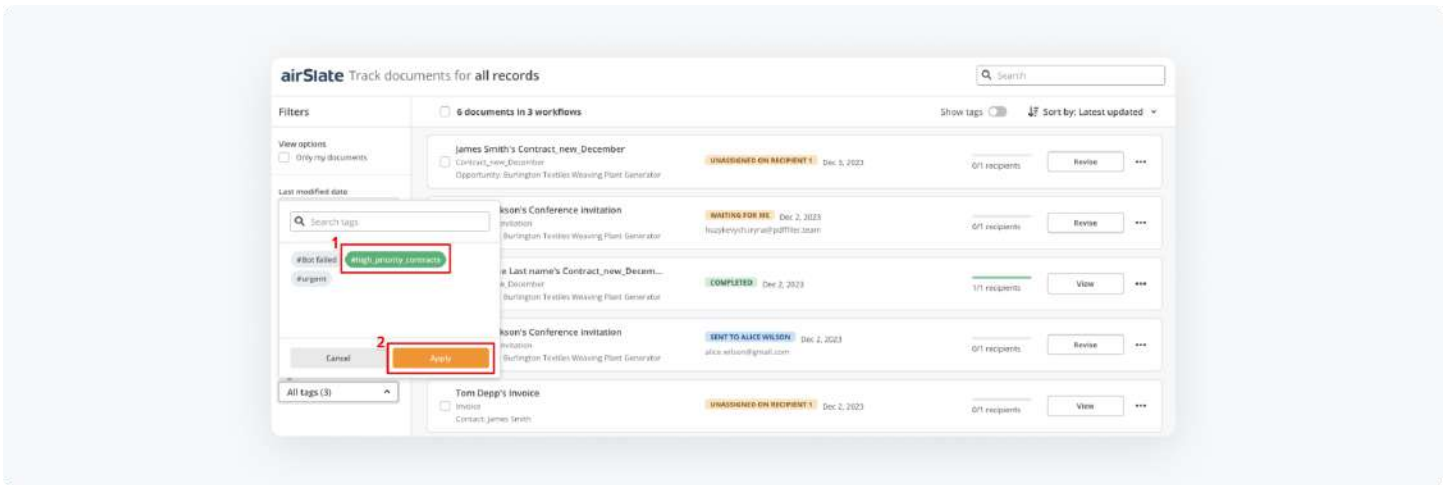 airSlate Track documents for all records
Search
Filters
6 documents in 3 workflows
Show tags
Sort by: Latest updated
View options
Only my documents
Last modified date
James Smith's Contract_new_December
Contract_new_December
Opportunity: Burlington Textiles Weaving Plant Generator
UNASSIGNED ON RECIPIENT 1 Dec 5, 2023
0/1 recipients
Revise
Search tags
1
#Bot failed
#high_priority_contracts
#urgent
2
Cancel
Apply
All tags (3)
kson's Conference Invitation
nvitation
Burlington Textiles Weaving Plant Generator
WAITING FOR ME Dec 2, 2023
0/1 recipients
Revise
e Last name's Contract_new_Decem...
w_December
Burlington Textiles Weaving Plant Generator
COMPLETED Dec 2, 2023
1/1 recipients
View
kson's Conference Invitation
nvitation
Burlington Textiles Weaving Plant Generator
SENT TO ALICE WILSON Dec 2, 2023
alice.wilson@gmail.com
0/1 recipients
Revise
Tom Depp's Invoice
Invoice
Contact: James Smith
UNASSIGNED ON RECIPIENT 1 Dec 2, 2023
0/1 recipients
View